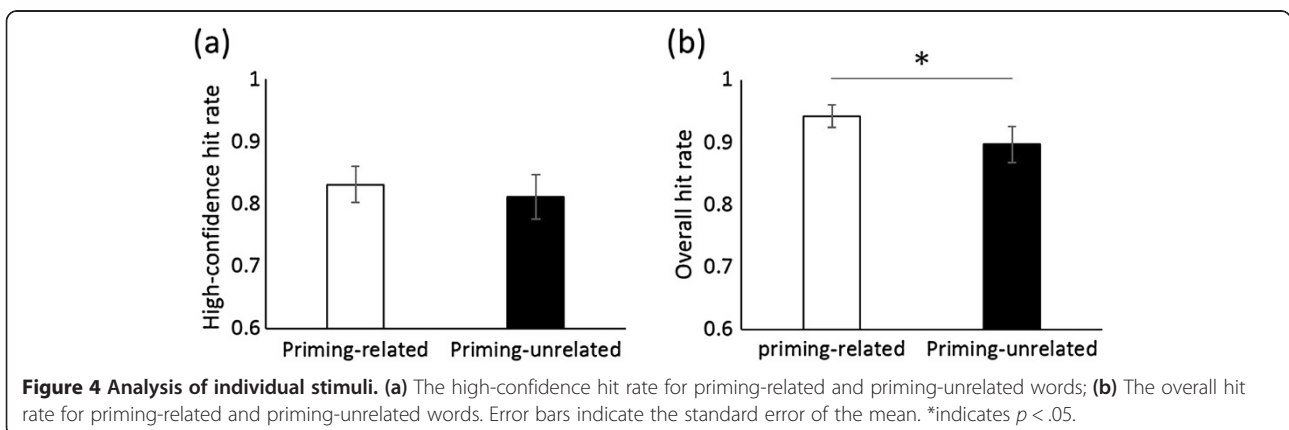 (a)
High-confidence hit rate
1
0.9
0.8
0.7
0.6
Priming-related Priming-unrelated
(b)
*
Overall hit rate
1
0.9
0.8
0.7
0.6
priming-related Priming-unrelated
Figure 4 Analysis of individual stimuli. (a) The high-confidence hit rate for priming-related and priming-unrelated words; (b) The overall hit
rate for priming-related and priming-unrelated words. Error bars indicate the standard error of the mean. *indicates p < .05.